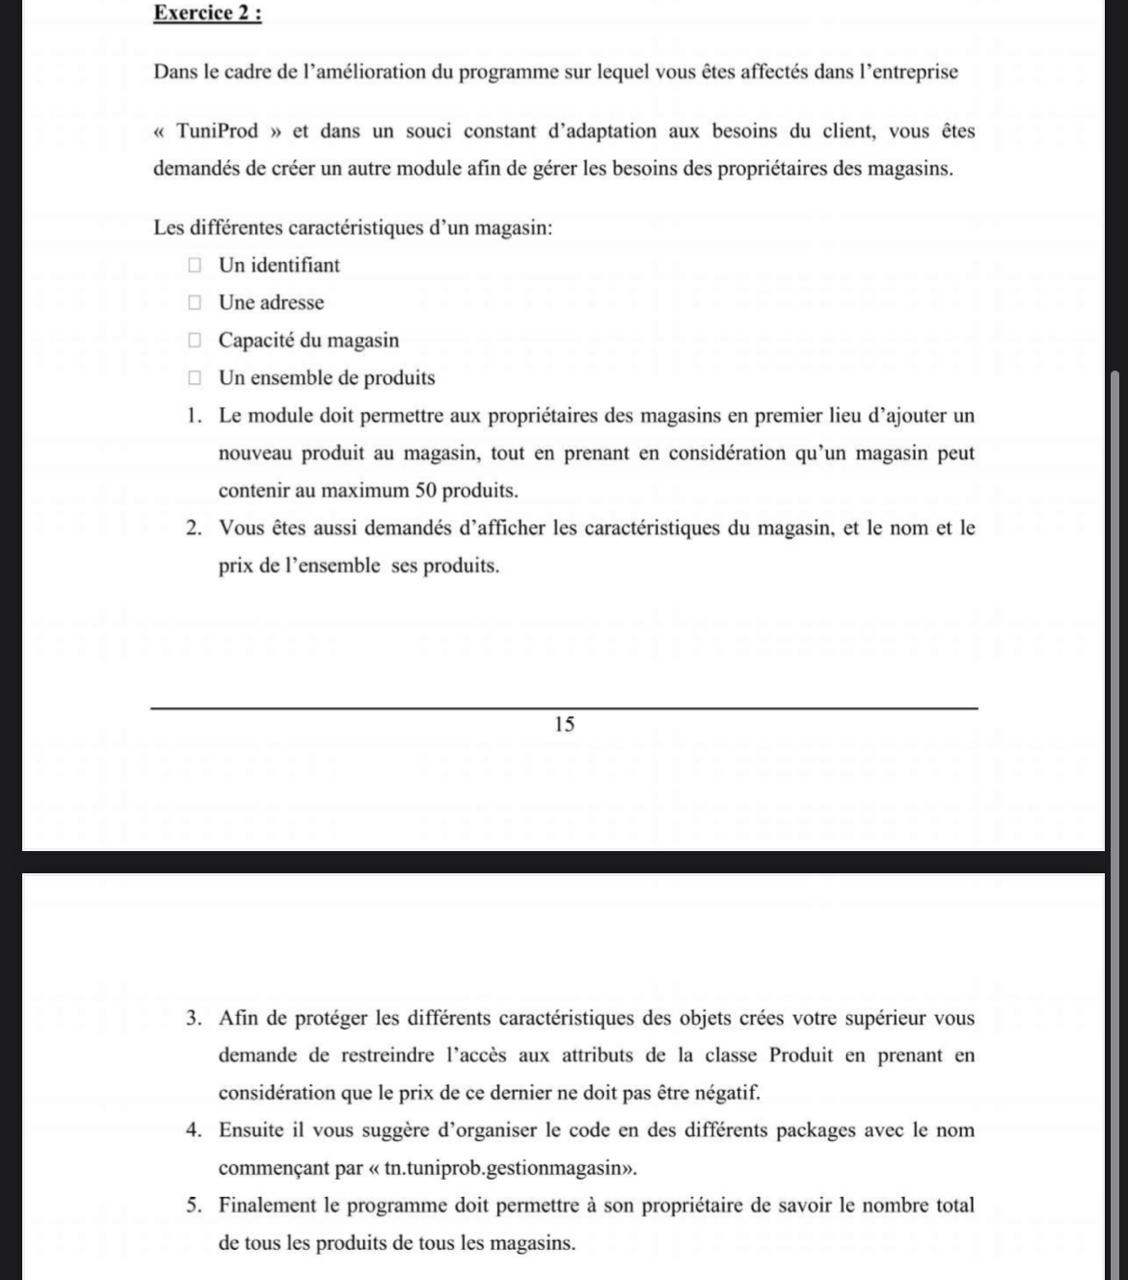 Exercice 2 :
Dans le cadre de l’amélioration du programme sur lequel vous êtes affectés dans l’entreprise
« TuniProd » et dans un souci constant d’adaptation aux besoins du client, vous êtes
demandés de créer un autre module afin de gérer les besoins des propriétaires des magasins.
Les différentes caractéristiques d’un magasin:
□ Un identifiant
□ Une adresse
□ Capacité du magasin
□ Un ensemble de produits
1. Le module doit permettre aux propriétaires des magasins en premier lieu d’ajouter un
nouveau produit au magasin, tout en prenant en considération qu’un magasin peut
contenir au maximum 50 produits.
2. Vous êtes aussi demandés d’afficher les caractéristiques du magasin, et le nom et le
prix de l’ensemble ses produits.
15
3. Afin de protéger les différents caractéristiques des objets crées votre supérieur vous
demande de restreindre l’accès aux attributs de la classe Produit en prenant en
considération que le prix de ce dernier ne doit pas être négatif.
4. Ensuite il vous suggère d’organiser le code en des différents packages avec le nom
commençant par « tn.tuniprob.gestionmagasin».
5. Finalement le programme doit permettre à son propriétaire de savoir le nombre total
de tous les produits de tous les magasins.